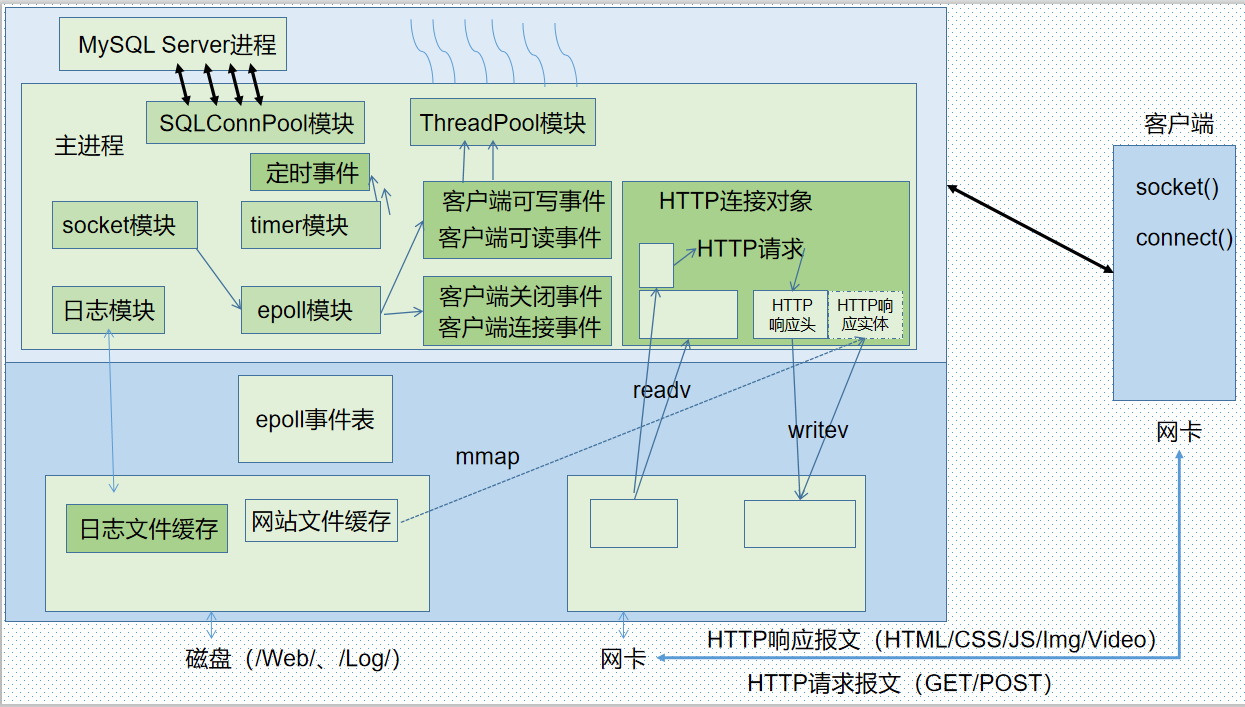 MySQL Server进程
SQLConnPool模块
ThreadPool模块
主进程
定时事件
socket模块
timer模块
客户端可写事件
客户端可读事件
HTTP连接对象
HTTP请求
日志模块
epoll模块
客户端关闭事件
客户端连接事件
HTTP
响应头
HTTP响
应实体
客户端
socket()
connect()
网卡
readv
writev
epoll事件表
mmap
日志文件缓存
网站文件缓存
磁盘（/Web/、/Log/）
网卡
HTTP响应报文（HTML/CSS/JS/Img/Video）
HTTP请求报文（GET/POST）